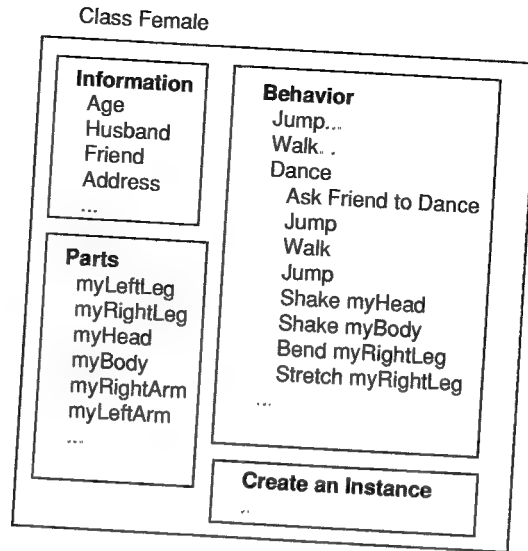 Class Female
Information
Age
Husband
Friend
Address
...
Parts
myLeftLeg
myRightLeg
myHead
myBody
myRightArm
myLeftArm
....
Behavior
Jump...
Walk. .
Dance
Ask Friend to Dance
Jump
Walk
Jump
Shake myHead
Shake myBody
Bend myRightLeg
Stretch myRightLeg
...
Create an Instance
..